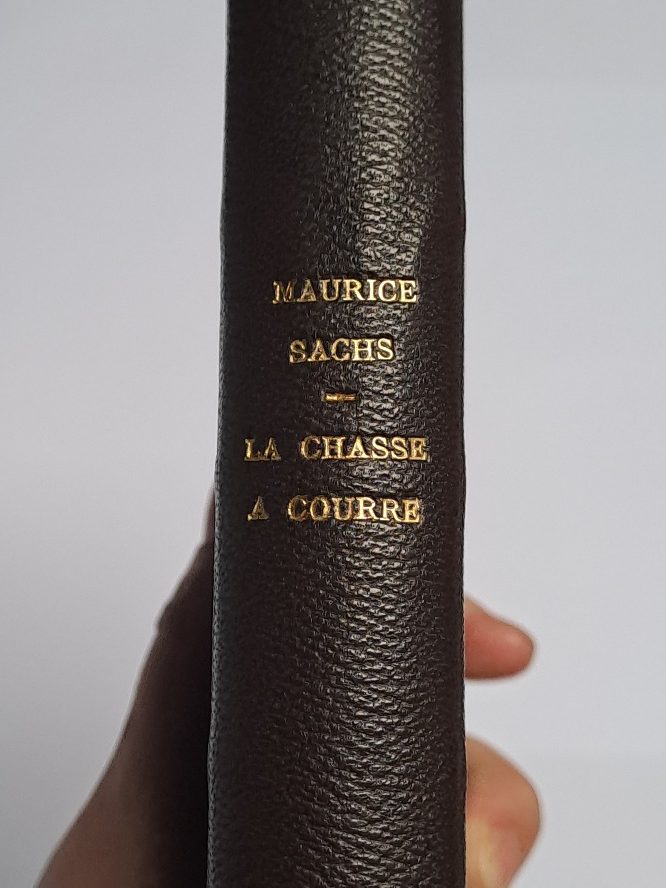 MAURICE
SACHS
—
LA CHASSE
A COURRE